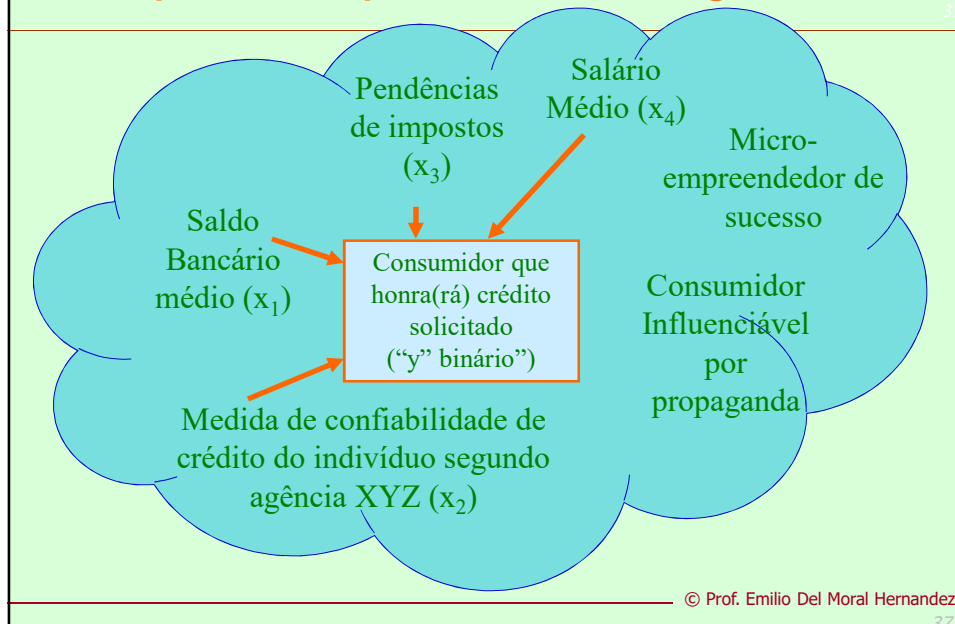 3
Pendências
de impostos
(x3)
Salário
Médio (x4)
Micro-
empreendedor de
sucesso
Saldo
Bancário
médio (x1)
Consumidor que
honra(rá) crédito
solicitado
(“y” binário”)
Consumidor
Influenciável
por
propaganda
Medida de confiabilidade de
crédito do indivíduo segundo
agência XYZ (x2)
© Prof. Emilio Del Moral Hernandez
37